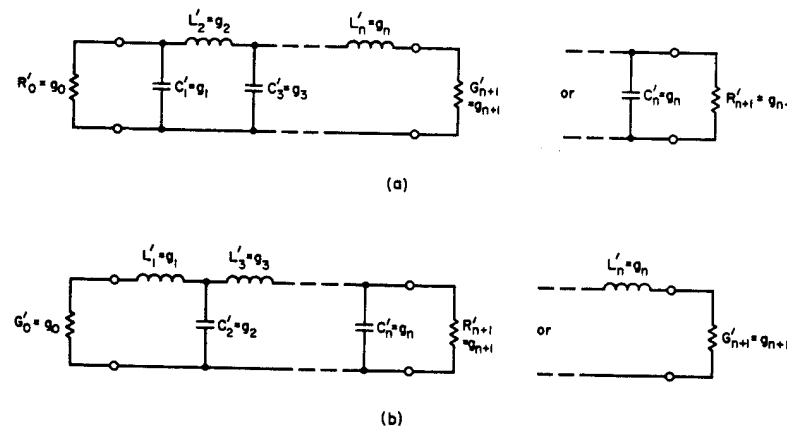 L'₂=g₂
L'ₙ=gₙ
R'₀=g₀
C'₁=g₁
C'₃=g₃
G'ₙ₊₁
=gₙ₊₁
or
C'ₙ=gₙ
R'ₙ₊₁=gₙ₊
(a)
L'₁=g₁
L'₃=g₃
L'ₙ=gₙ
G'₀=g₀
C'₂=g₂
C'ₙ=gₙ
R'ₙ₊₁
=gₙ₊₁
or
G'ₙ₊₁=gₙ₊₁
(b)